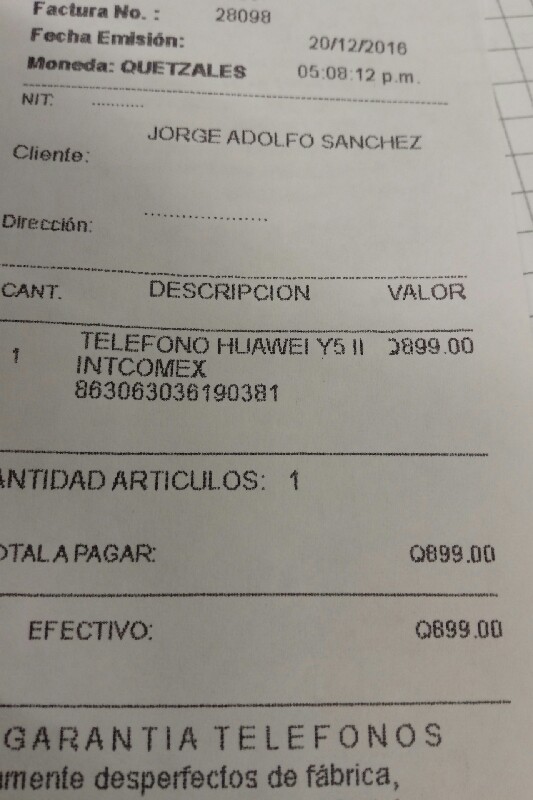 Factura No. : 28098
Fecha Emisión: 20/12/2016
Moneda: QUETZALES 05:08:12 p.m.
NIT: ...........
JORGE ADOLFO SANCHEZ
Cliente:
...................
Dirección:
CANT. DESCRIPCION VALOR
1 TELEFONO HUAWEI Y5 II Q899.00
INTCOMEX
863063036190381
ANTIDAD ARTICULOS: 1
OTAL A PAGAR: Q899.00
EFECTIVO: Q899.00
GARANTIA TELEFONOS
amente desperfectos de fábrica,